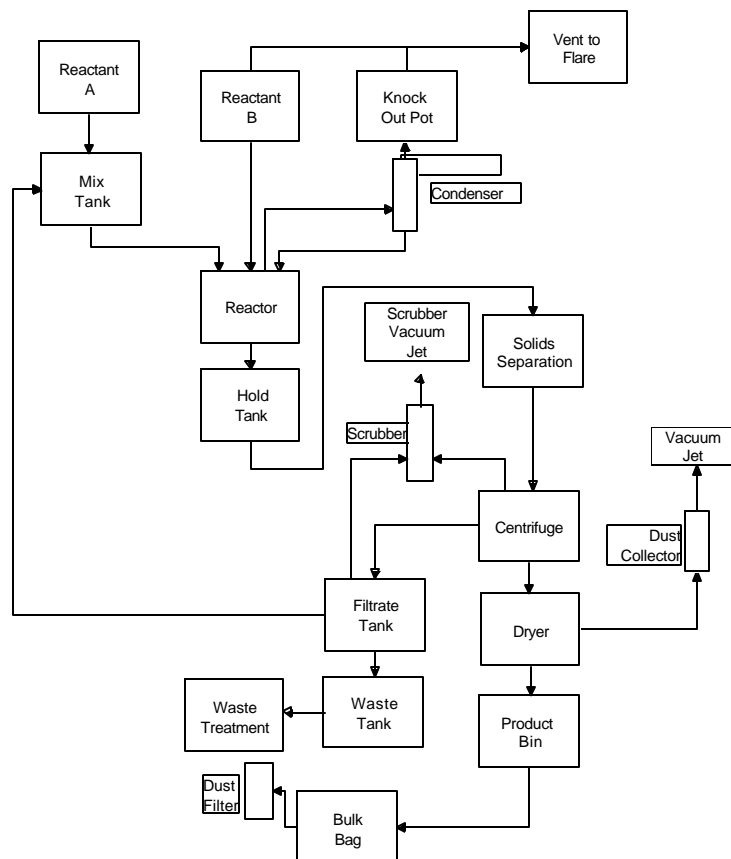 Vent to
Flare
Reactant
A
Reactant
B
Knock
Out Pot
Mix
Tank
Condenser
Reactor
Scrubber
Vacuum
Jet
Solids
Separation
Hold
Tank
Scrubber
Vacuum
Jet
Centrifuge
Dust
Collector
Filtrate
Tank
Dryer
Waste
Treatment
Waste
Tank
Product
Bin
Dust
Filter
Bulk
Bag